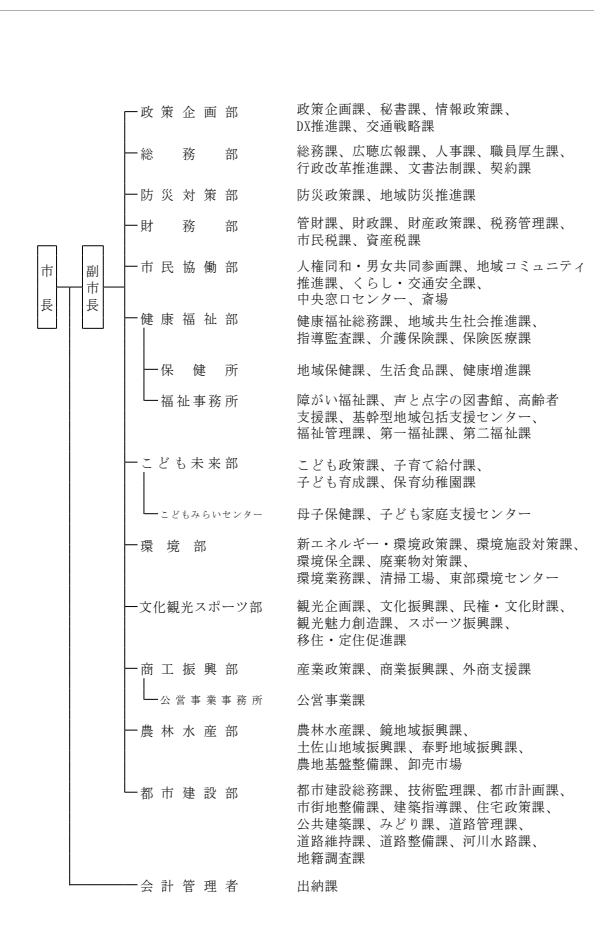 市長
副市長
政策企画部
政策企画課、秘書課、情報政策課、
DX推進課、交通戦略課
総務部
総務課、広聴広報課、人事課、職員厚生課、
行政改革推進課、文書法制課、契約課
防災対策部
防災政策課、地域防災推進課
財務部
管財課、財政課、財産政策課、税務管理課、
市民税課、資産税課
市民協働部
人権同和・男女共同参画課、地域コミュニティ
推進課、くらし・交通安全課、
中央窓口センター、斎場
健康福祉部
健康福祉総務課、地域共生社会推進課、
指導監査課、介護保険課、保険医療課
保健所
地域保健課、生活食品課、健康増進課
福祉事務所
障がい福祉課、声と点字の図書館、高齢者
支援課、基幹型地域包括支援センター、
福祉管理課、第一福祉課、第二福祉課
こども未来部
こども政策課、子育て給付課、
子ども育成課、保育幼稚園課
こどもみらいセンター
母子保健課、子ども家庭支援センター
環境部
新エネルギー・環境政策課、環境施設対策課、
環境保全課、廃棄物対策課、
環境業務課、清掃工場、東部環境センター
文化観光スポーツ部
観光企画課、文化振興課、民権・文化財課、
観光魅力創造課、スポーツ振興課、
移住・定住促進課
商工振興部
産業政策課、商業振興課、外商支援課
公営事業事務所
公営事業課
農林水産部
農林水産課、鏡地域振興課、
土佐山地域振興課、春野地域振興課、
農地基盤整備課、卸売市場
都市建設部
都市建設総務課、技術監理課、都市計画課、
市街地整備課、建築指導課、住宅政策課、
公共建築課、みどり課、道路管理課、
道路維持課、道路整備課、河川水路課、
地籍調査課
会計管理者
出納課